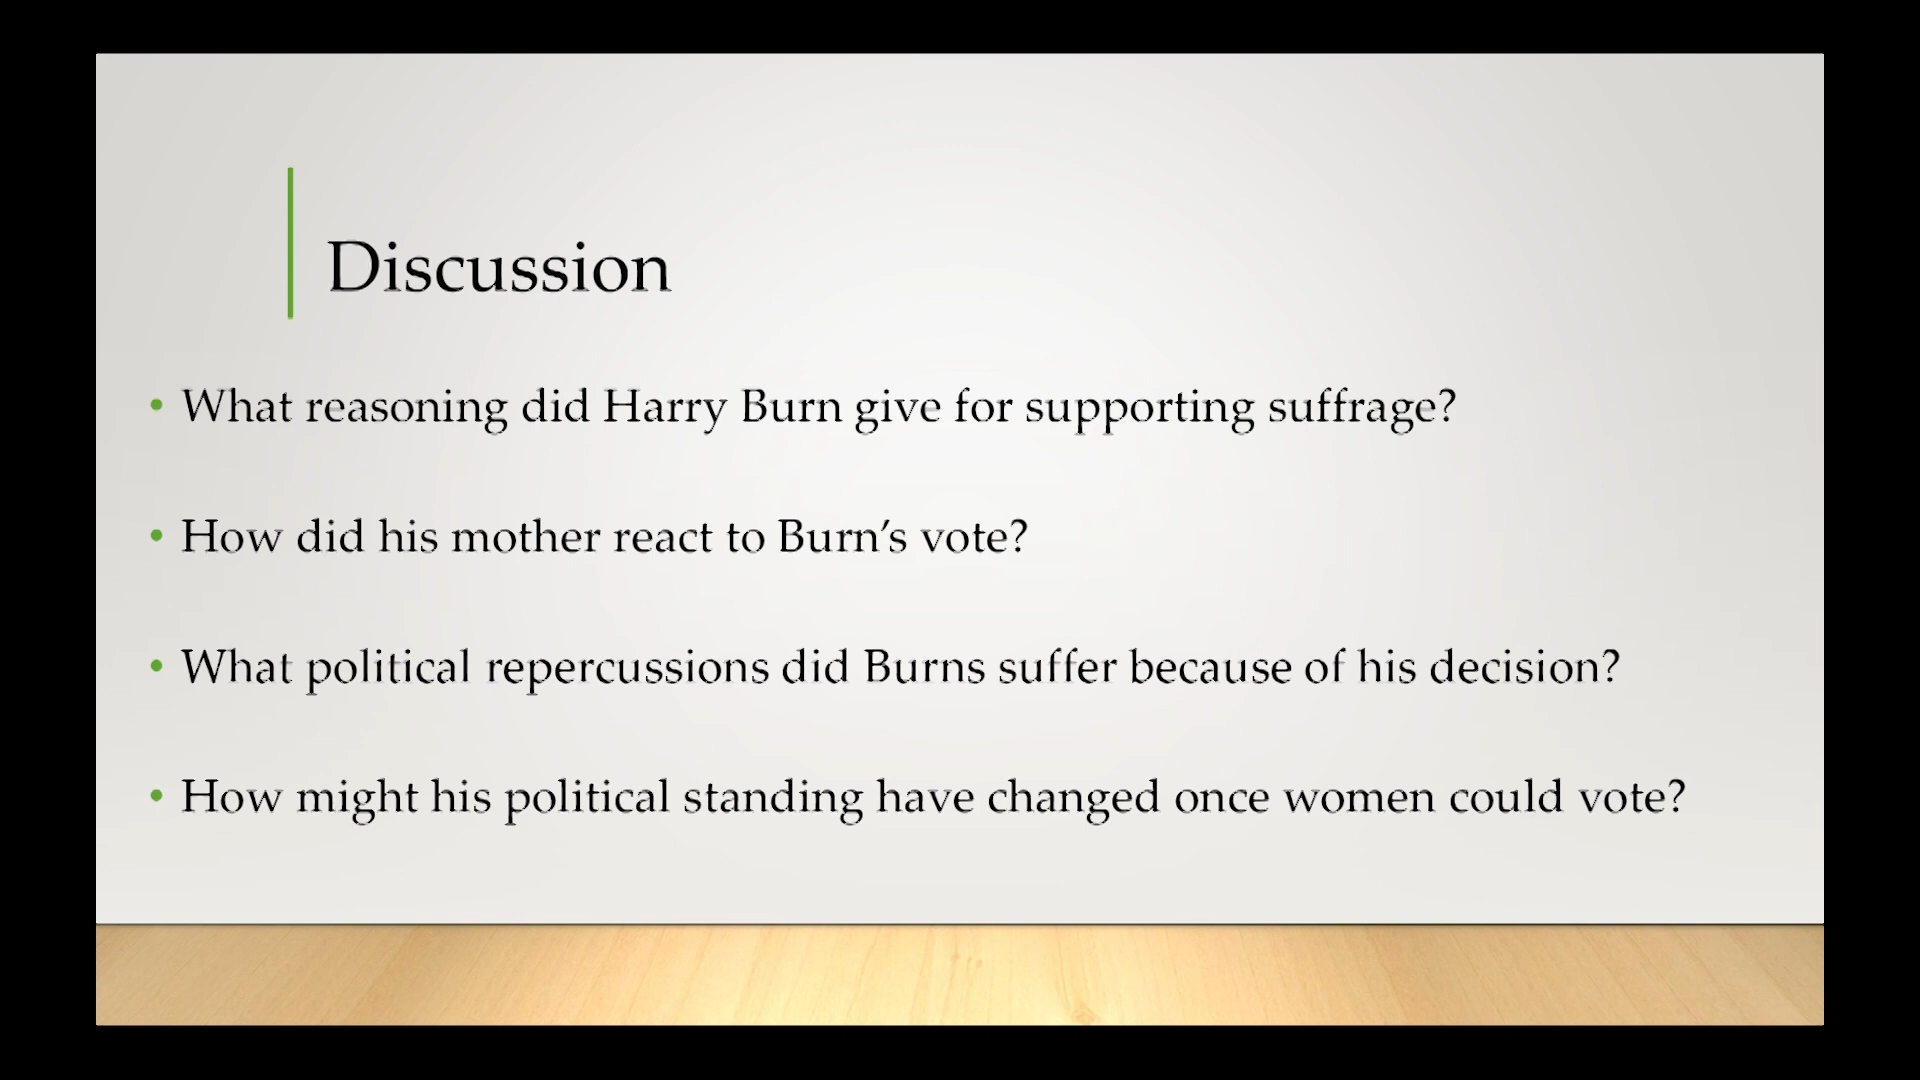 Discussion
• What reasoning did Harry Burn give for supporting suffrage?
• How did his mother react to Burn’s vote?
• What political repercussions did Burns suffer because of his decision?
• How might his political standing have changed once women could vote?